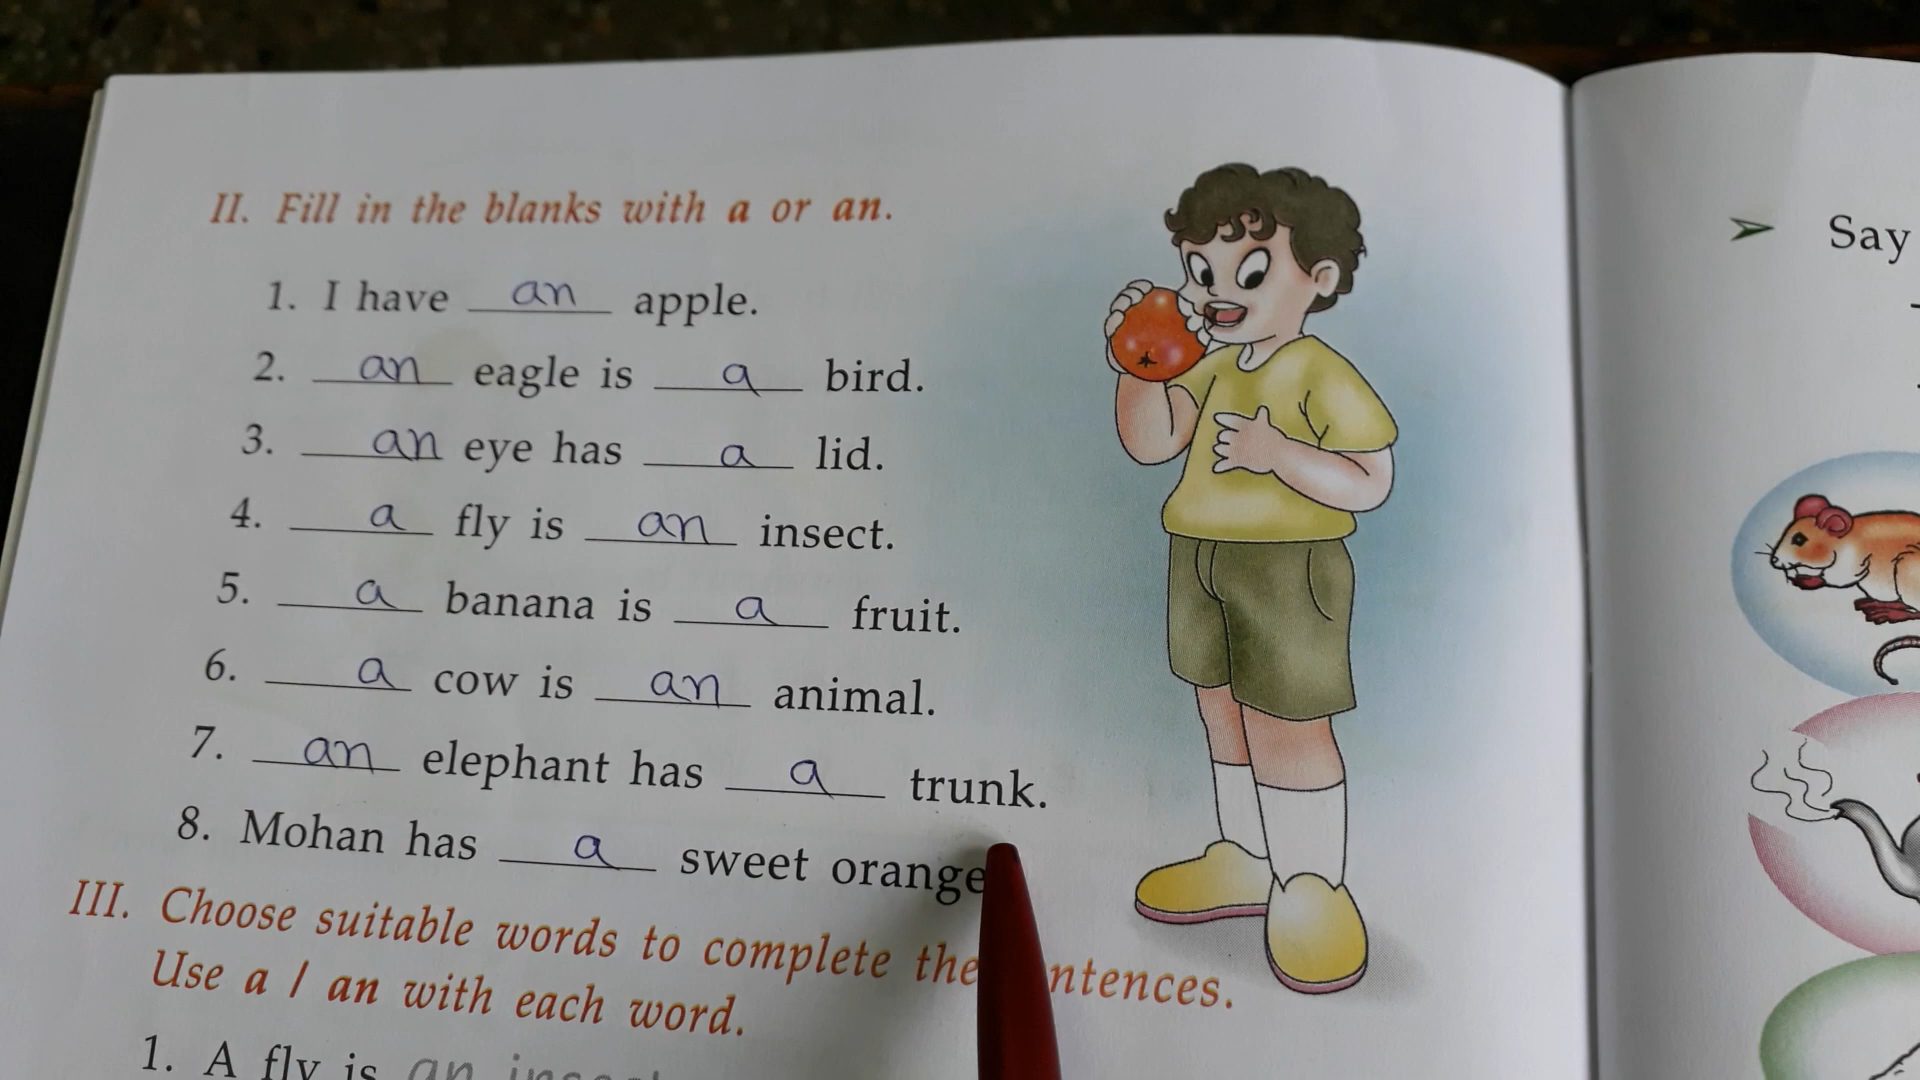 II. Fill in the blanks with a or an.
1. I have an apple.
2. an eagle is a bird.
3. an eye has a lid.
4. a fly is an insect.
5. a banana is a fruit.
6. a cow is an animal.
7. an elephant has a trunk.
8. Mohan has a sweet orange
III. Choose suitable words to complete the ntences.
Use a / an with each word.
1. A fly is an insect
Say